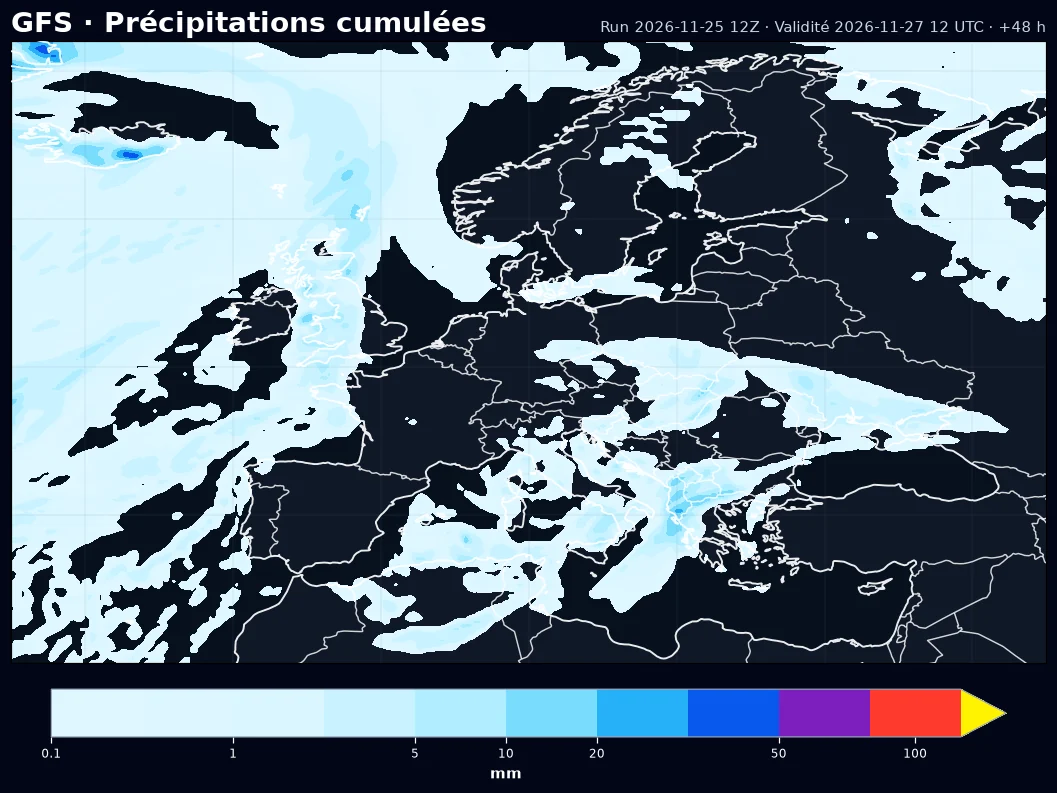 GFS · Précipitations cumulées
Run 2026-11-25 12Z · Validité 2026-11-27 12 UTC · +48 h
0.1 1 5 10 20 50 100
mm